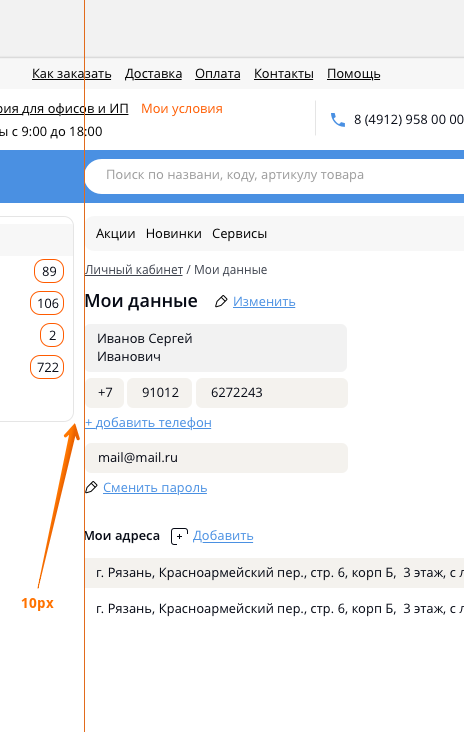 Как заказать Доставка Оплата Контакты Помощь
рия для офисов и ИП Мои условия
8 (4912) 958 00 00
ы с 9:00 до 18:00
Поиск по названи, коду, артикулу товара
Акции Новинки Сервисы
89
106
2
722
Личный кабинет / Мои данные
Мои данные Изменить
Иванов Сергей
Иванович
+7 91012 6272243
+ добавить телефон
mail@mail.ru
Сменить пароль
Мои адреса Добавить
г. Рязань, Красноармейский пер., стр. 6, корп Б, 3 этаж, с л
г. Рязань, Красноармейский пер., стр. 6, корп Б, 3 этаж, с л
10px